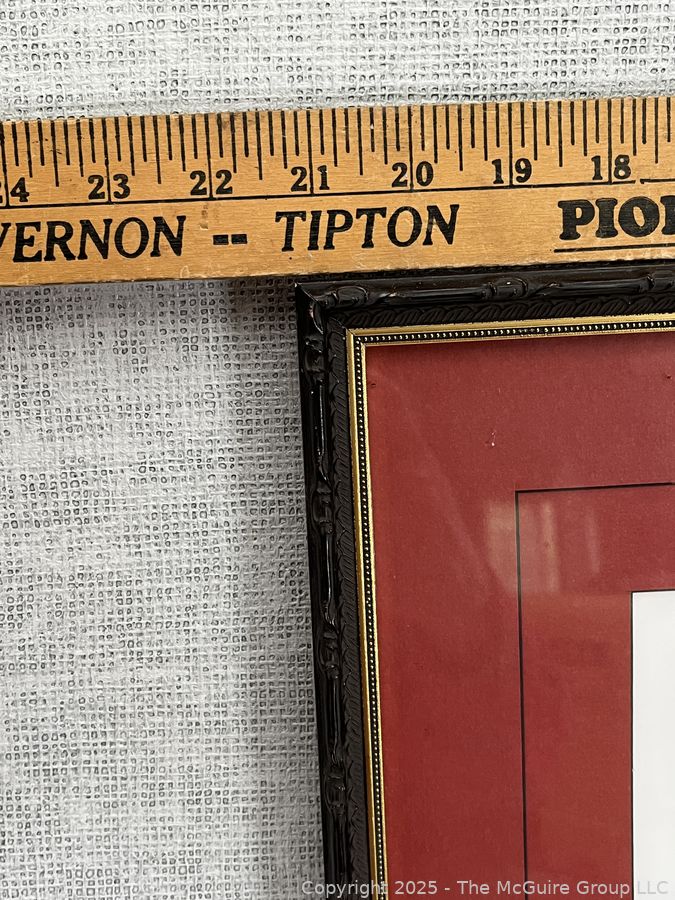 24 23 22 21 20 19 18
VERNON -- TIPTON
Copyright 2025 - The McGuire Group LLC